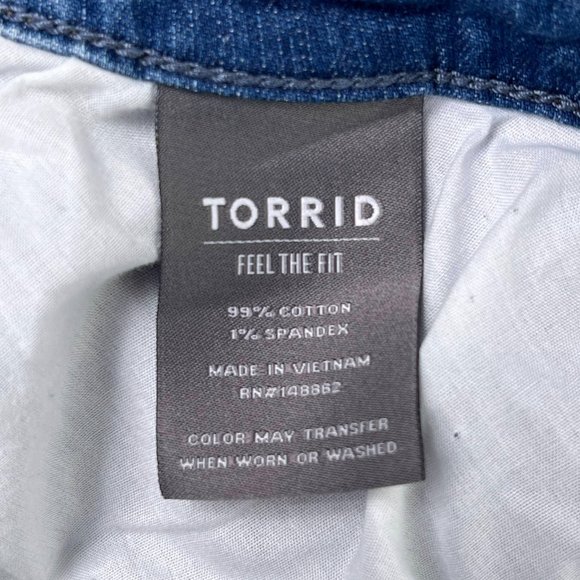 TORRID
FEEL THE FIT
99% COTTON
1% SPANDEX
MADE IN VIETNAM
RN#148862
COLOR MAY TRANSFER
WHEN WORN OR WASHED